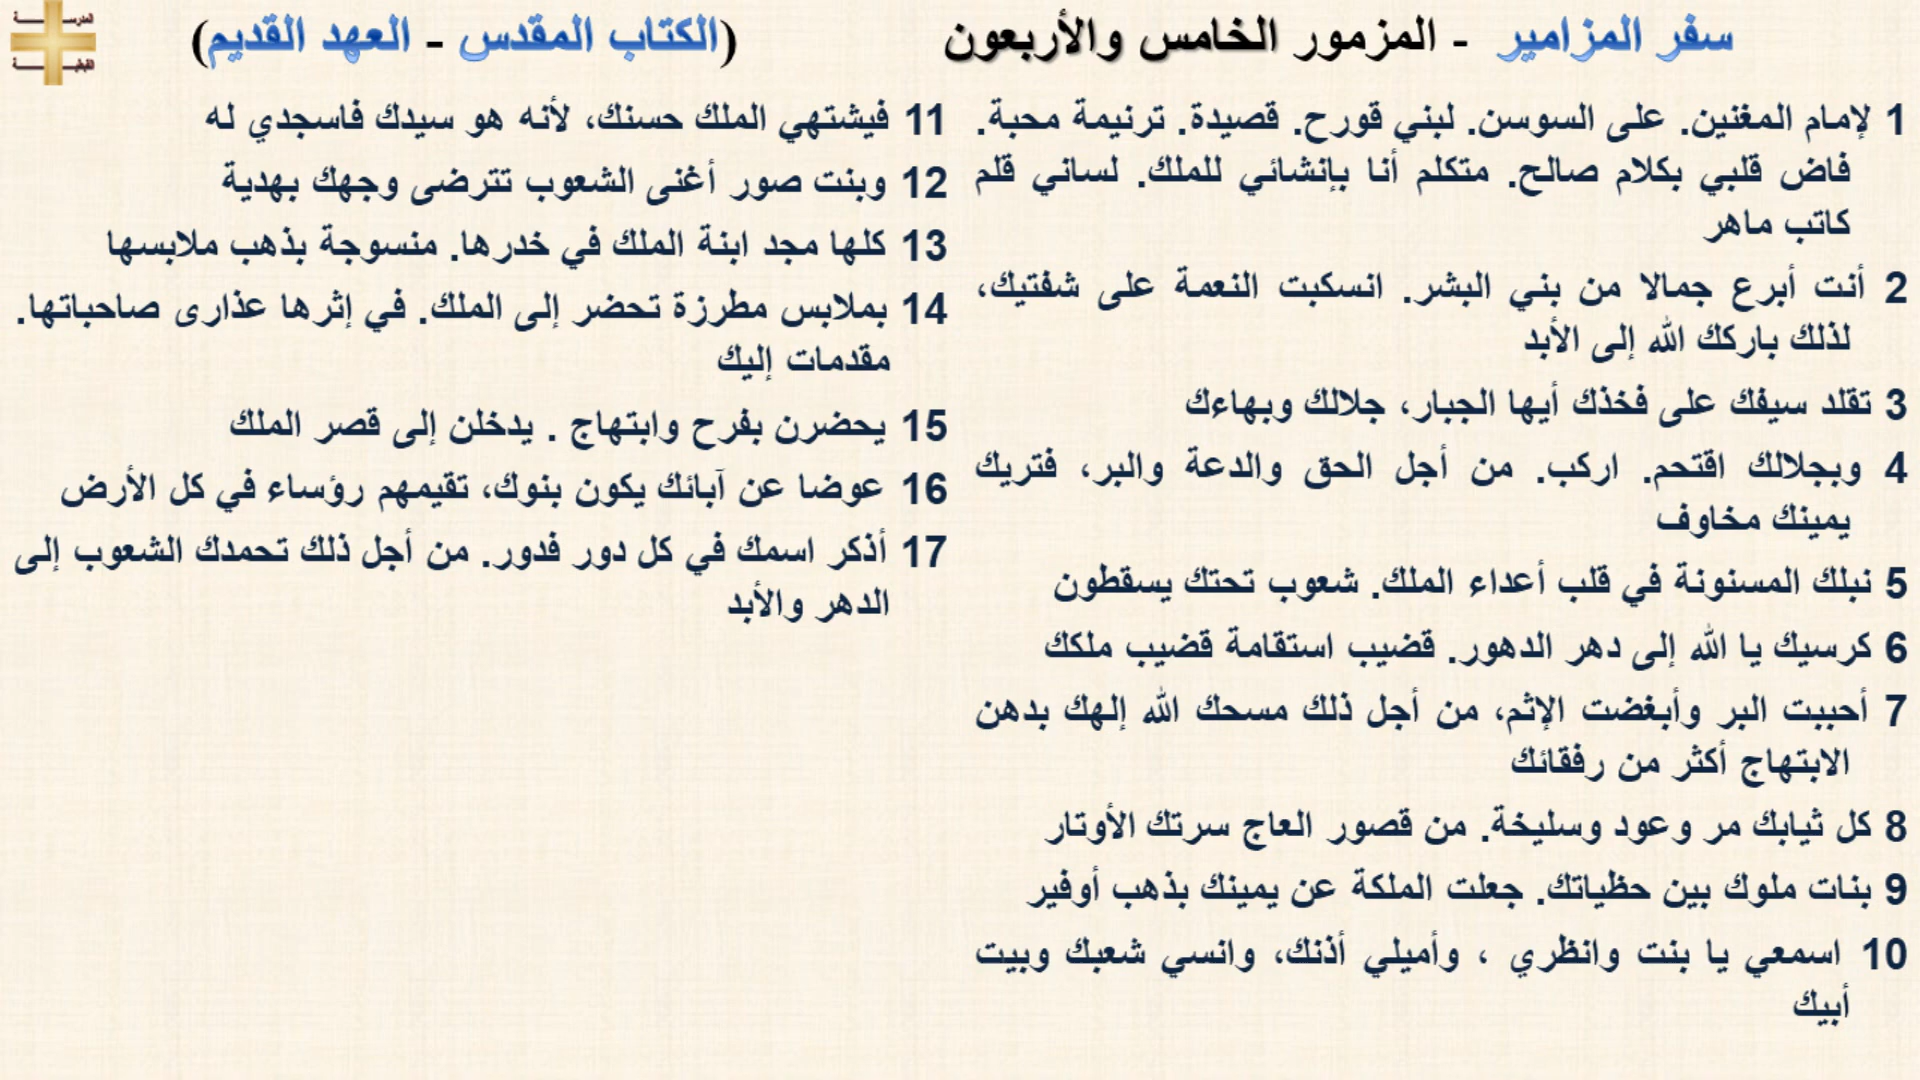 سفر المزامير - المزمور الخامس والأربعون
(الكتاب المقدس - العهد القديم)
1 لإمام المغنين. على السوسن. لبني قورح. قصيدة. ترنيمة محبة.
فاض قلبي بكلام صالح. متكلم أنا بإنشائي للملك. لساني قلم
كاتب ماهر
2 أنت أبرع جمالا من بني البشر. انسكبت النعمة على شفتيك،
لذلك باركك الله إلى الأبد
3 تقلد سيفك على فخذك أيها الجبار، جلالك وبهاءك
4 وبجلالك اقتحم. اركب. من أجل الحق والدعة والبر، فتريك
يمينك مخاوف
5 نبلك المسنونة في قلب أعداء الملك. شعوب تحتك يسقطون
6 كرسيك يا الله إلى دهر الدهور. قضيب استقامة قضيب ملكك
7 أحببت البر وأبغضت الإثم، من أجل ذلك مسحك الله إلهك بدهن
الابتهاج أكثر من رفقائك
8 كل ثيابك مر وعود وسليخة. من قصور العاج سرتك الأوتار
9 بنات ملوك بين حظياتك. جعلت الملكة عن يمينك بذهب أوفير
10 اسمعي يا بنت وانظري ، وأميلي أذنك، وانسي شعبك وبيت
أبيك
11 فيشتهي الملك حسنك، لأنه هو سيدك فاسجدي له
12 وبنت صور أغنى الشعوب تترضى وجهك بهدية
13 كلها مجد ابنة الملك في خدرها. منسوجة بذهب ملابسها
14 بملابس مطرزة تحضر إلى الملك. في إثرها عذارى صاحباتها.
مقدمات إليك
15 يحضرن بفرح وابتهاج . يدخلن إلى قصر الملك
16 عوضا عن آبائك يكون بنوك، تقيمهم رؤساء في كل الأرض
17 أذكر اسمك في كل دور فدور. من أجل ذلك تحمدك الشعوب إلى
الدهر والأبد